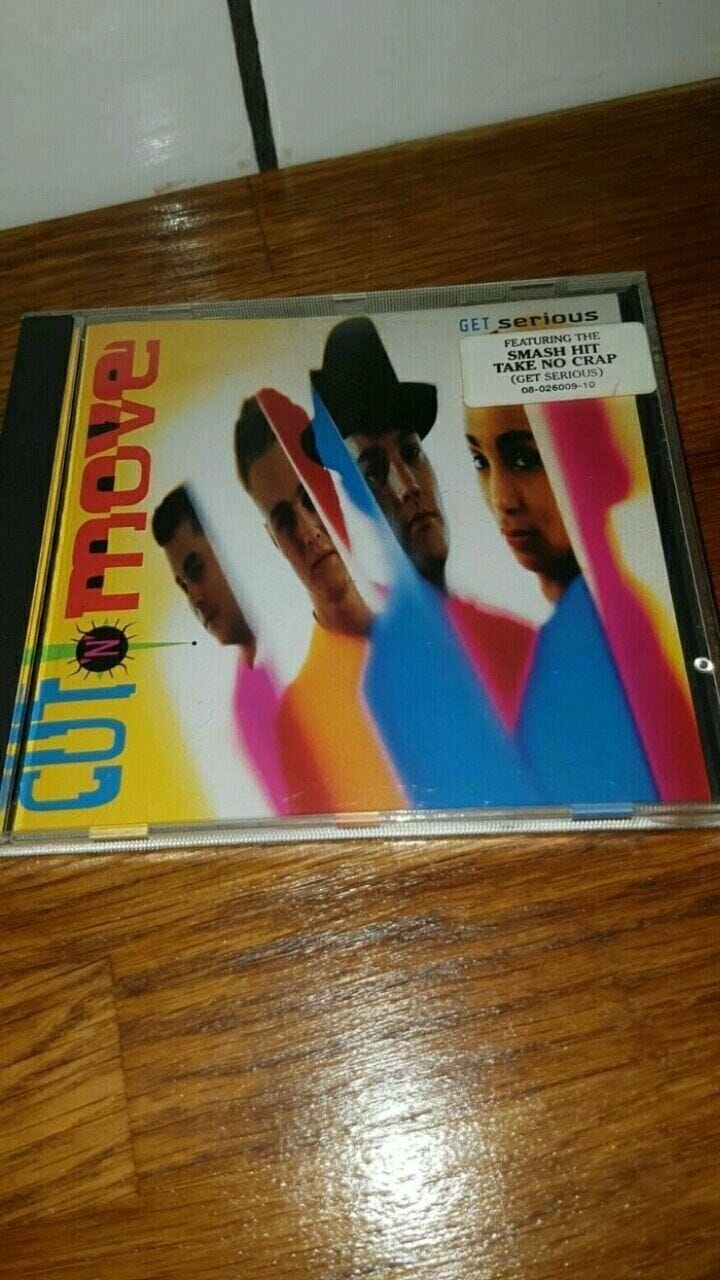 CUT 'N' move
GET serious
FEATURING THE
SMASH HIT
TAKE NO CRAP
(GET SERIOUS)
08-026009-10